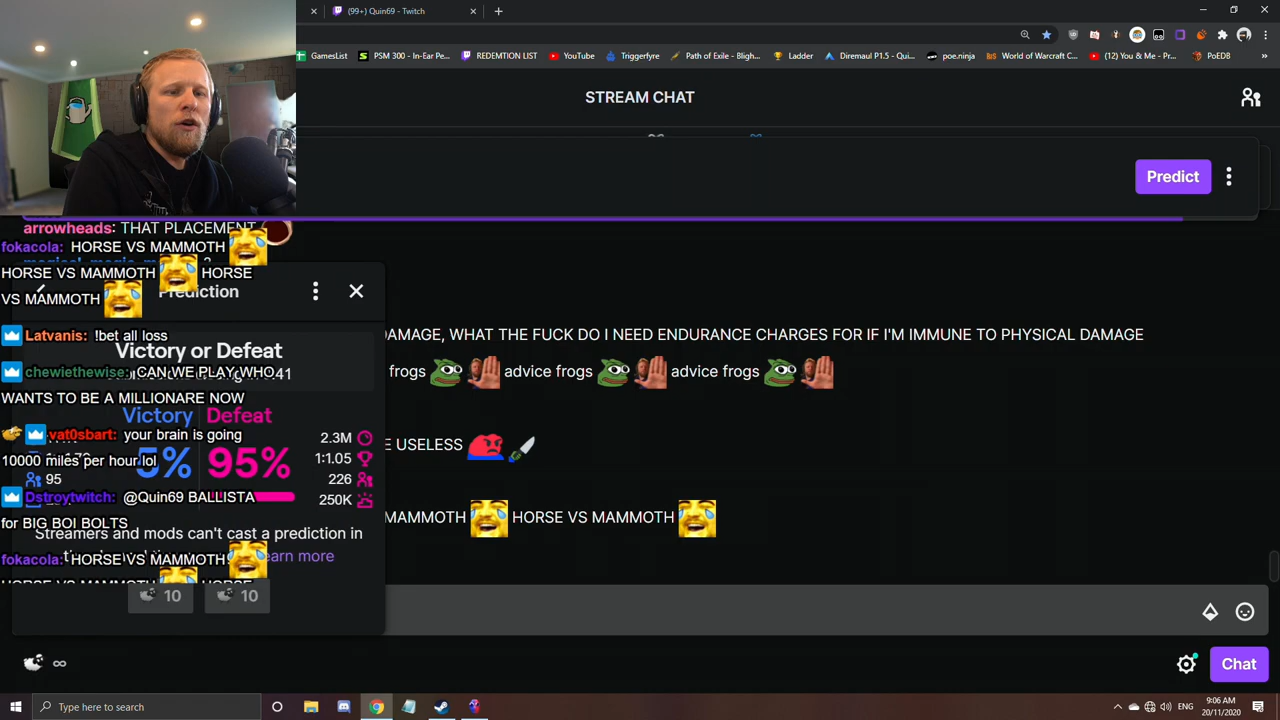 (99+) Quin69 - Twitch
GamesList
PSM 300 - In-Ear Pe...
REDEMTION LIST
YouTube
Triggerfyre
Path of Exile - Bligh...
Ladder
Diremaul P1.5 - Qui...
poe.ninja
World of Warcraft C...
(12) You & Me - Pr...
PoEDB
STREAM CHAT
Predict
arrowheads: THAT PLACEMENT
fokacola: HORSE VS MAMMOTH
HORSE VS MAMMOTH HORSE
VS MAMMOTH
Prediction
Latvanis: !bet all loss
DAMAGE, WHAT THE FUCK DO I NEED ENDURANCE CHARGES FOR IF I'M IMMUNE TO PHYSICAL DAMAGE
Victory or Defeat
chewiethewise: CAN WE PLAY WHO
WANTS TO BE A MILLIONARE NOW
frogs advice frogs advice frogs
Victory Defeat
vat0sbart: your brain is going
10000 miles per hour lol
5% 95%
2.3M
1:1.05
95
226
250K
E USELESS
Dstroytwitch: @Quin69 BALLISTA
for BIG BOI BOLTS
MAMMOTH HORSE VS MAMMOTH
Streamers and mods can't cast a prediction in
earn more
fokacola: HORSE VS MAMMOTH
HORSE VS MAMMOTH HORSE
10 10
∞
Chat
Type here to search
ENG
9:06 AM
20/11/2020